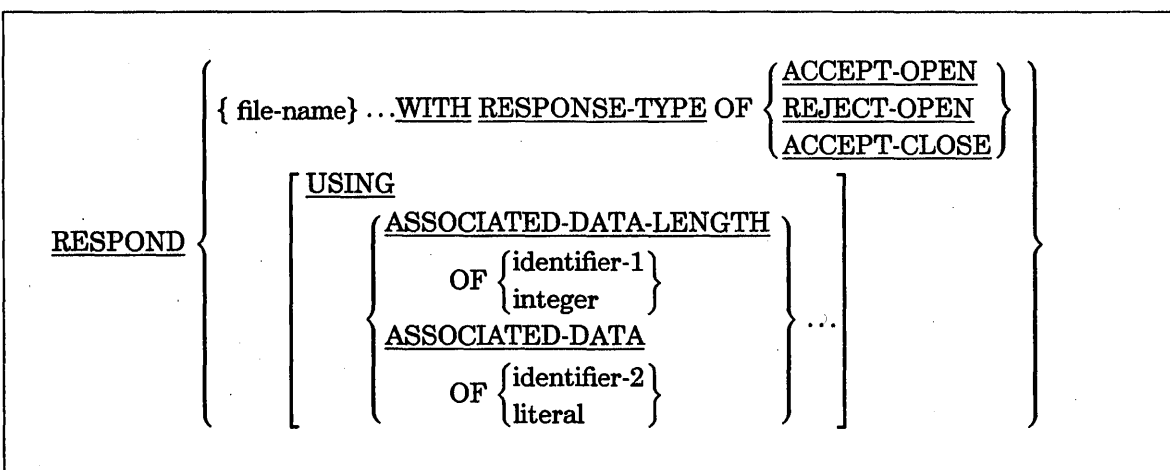 ACCEPT-OPEN
{ file-name} ...WITH RESPONSE-TYPE OF REJECT-OPEN
ACCEPT-CLOSE
USING
ASSOCIATED-DATA-LENGTH
RESPOND
OF {identifier-1}
integer
...
ASSOCIATED-DATA
OF {identifier-2}
literal